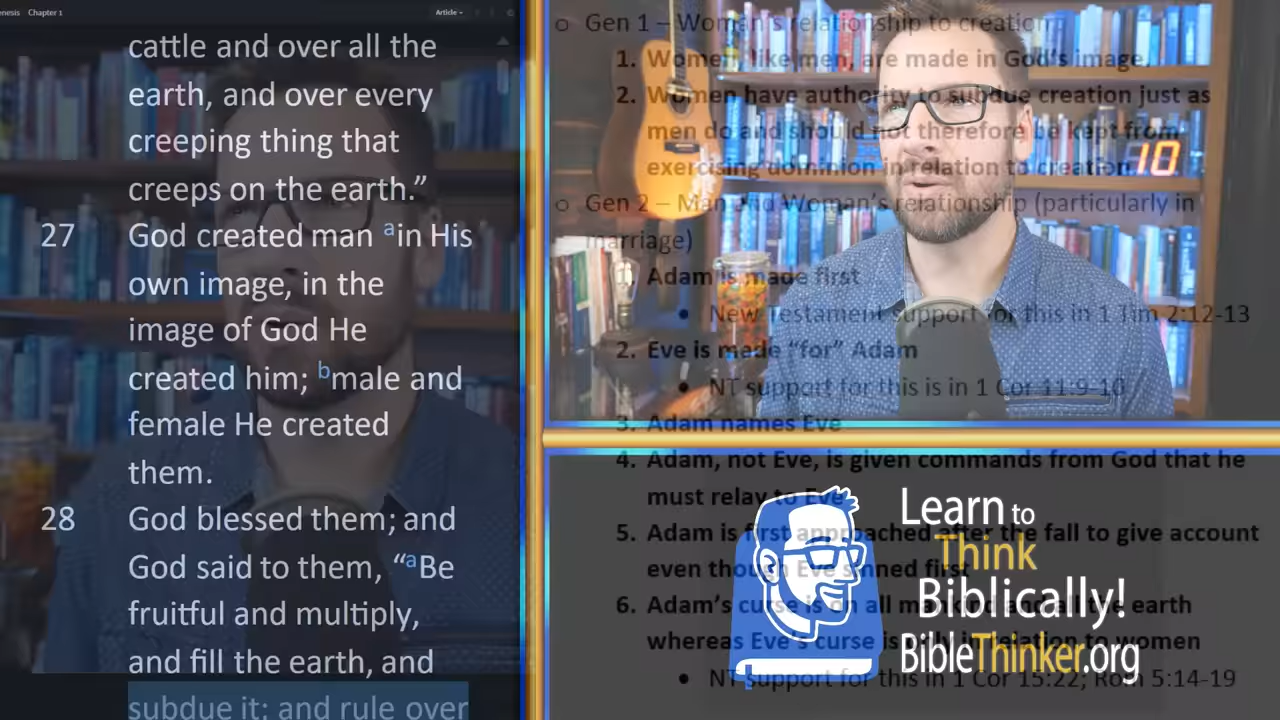 enesis Chapter 1
Article
cattle and over all the
earth, and over every
creeping thing that
creeps on the earth.”
27 God created man a in His
own image, in the
image of God He
created him; b male and
female He created
them.
28 God blessed them; and
God said to them, “a Be
fruitful and multiply,
and fill the earth, and
subdue it; and rule over
o Gen 1 – Woman’s relationship to creation
1. Women, like men, are made in God’s image
2. Women have authority to subdue creation just as
men do and should not therefore be kept from
exercising dominion in relation to creation
10
o Gen 2 – Man and Woman’s relationship (particularly in
marriage)
Adam is made first
• New Testament support for this in 1 Tim 2:12-13
2. Eve is made “for” Adam
• NT support for this is in 1 Cor 11:9-10
3. Adam names Eve
4. Adam, not Eve, is given commands from God that he
must relay to Eve
5. Adam is first approached after the fall to give account
even though Eve sinned first
6. Adam’s curse is on all mankind and all the earth
whereas Eve’s curse is only in relation to women
• NT support for this in 1 Cor 15:22; Rom 5:14-19
Learn to
Think
Biblically!
BibleThinker.org